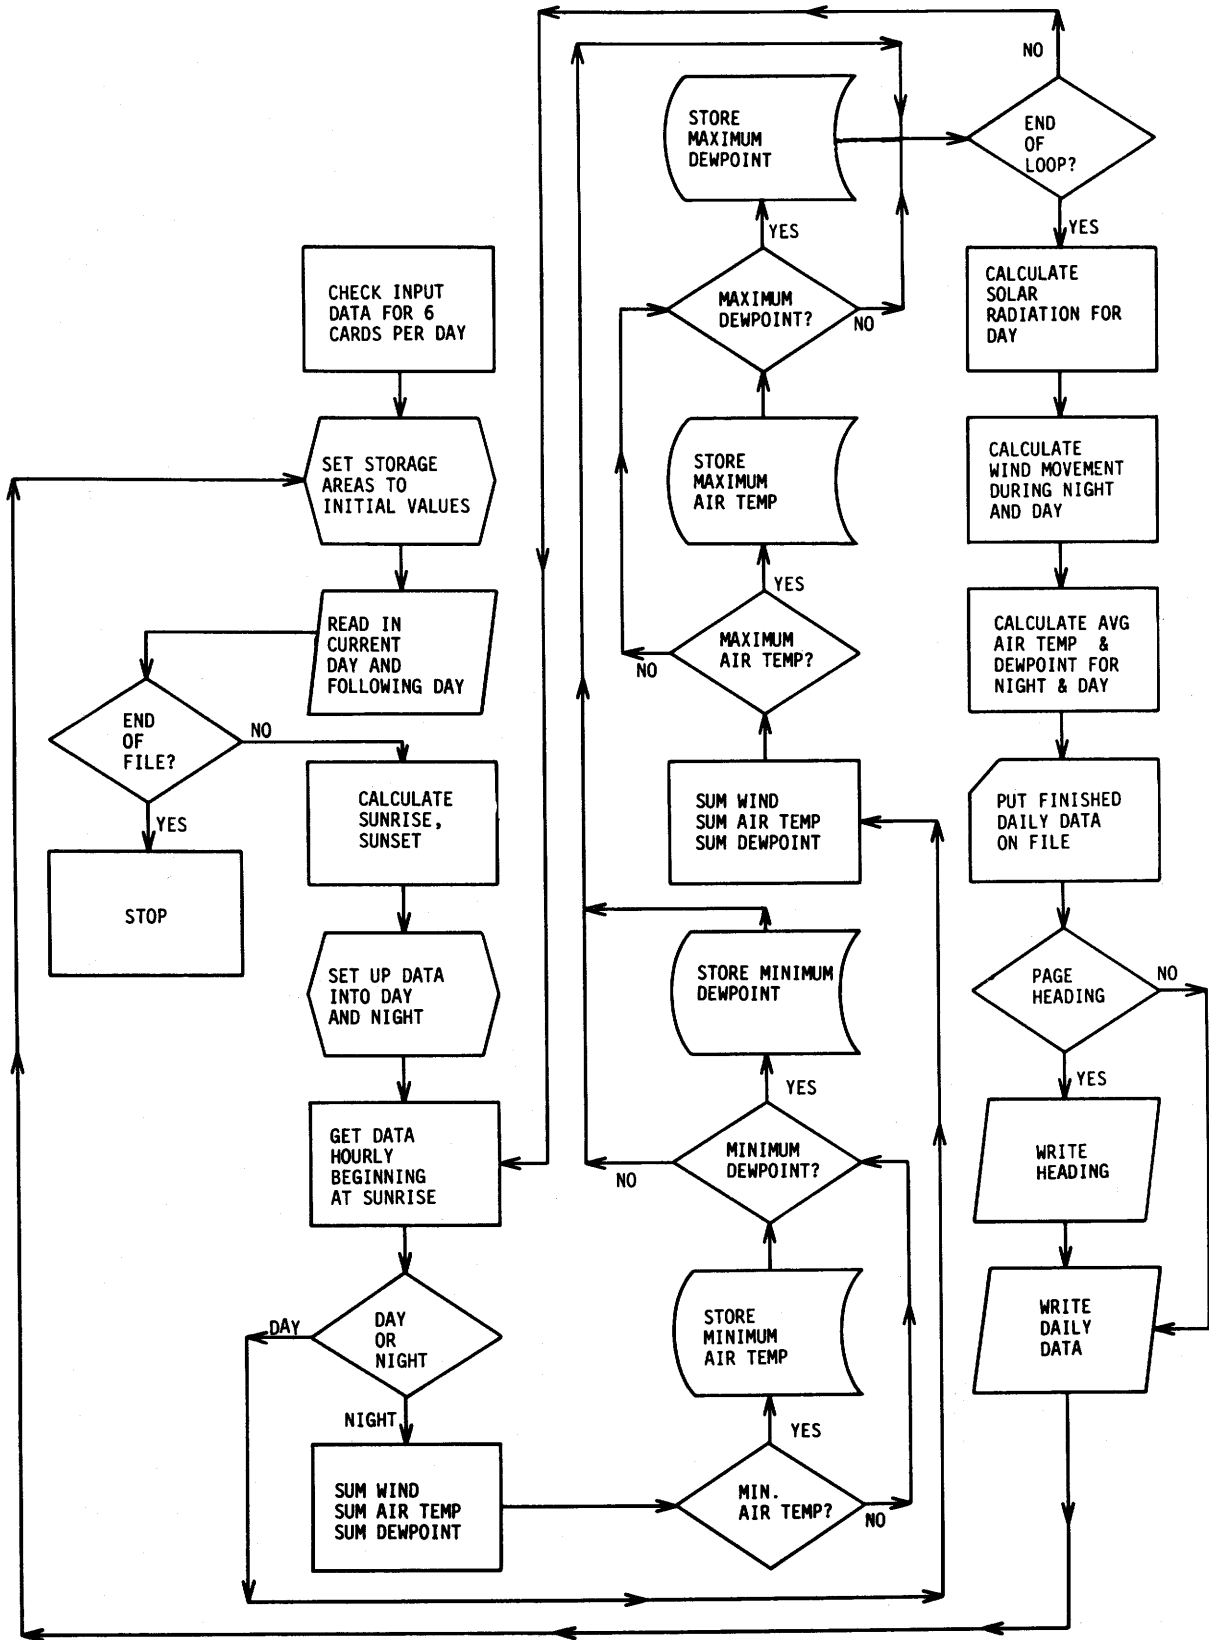 CHECK INPUT
DATA FOR 6
CARDS PER DAY
SET STORAGE
AREAS TO
INITIAL VALUES
READ IN
CURRENT
DAY AND
FOLLOWING DAY
END
OF
FILE?
NO
YES
STOP
CALCULATE
SUNRISE,
SUNSET
SET UP DATA
INTO DAY
AND NIGHT
GET DATA
HOURLY
BEGINNING
AT SUNRISE
DAY
OR
NIGHT
DAY
NIGHT
SUM WIND
SUM AIR TEMP
SUM DEWPOINT
MIN.
AIR TEMP?
NO
YES
STORE
MINIMUM
AIR TEMP
MINIMUM
DEWPOINT?
NO
YES
STORE MINIMUM
DEWPOINT
SUM WIND
SUM AIR TEMP
SUM DEWPOINT
MAXIMUM
AIR TEMP?
NO
YES
STORE
MAXIMUM
AIR TEMP
MAXIMUM
DEWPOINT?
NO
YES
STORE
MAXIMUM
DEWPOINT
END
OF
LOOP?
NO
YES
CALCULATE
SOLAR
RADIATION FOR
DAY
CALCULATE
WIND MOVEMENT
DURING NIGHT
AND DAY
CALCULATE AVG
AIR TEMP &
DEWPOINT FOR
NIGHT & DAY
PUT FINISHED
DAILY DATA
ON FILE
PAGE
HEADING
NO
YES
WRITE
HEADING
WRITE
DAILY
DATA